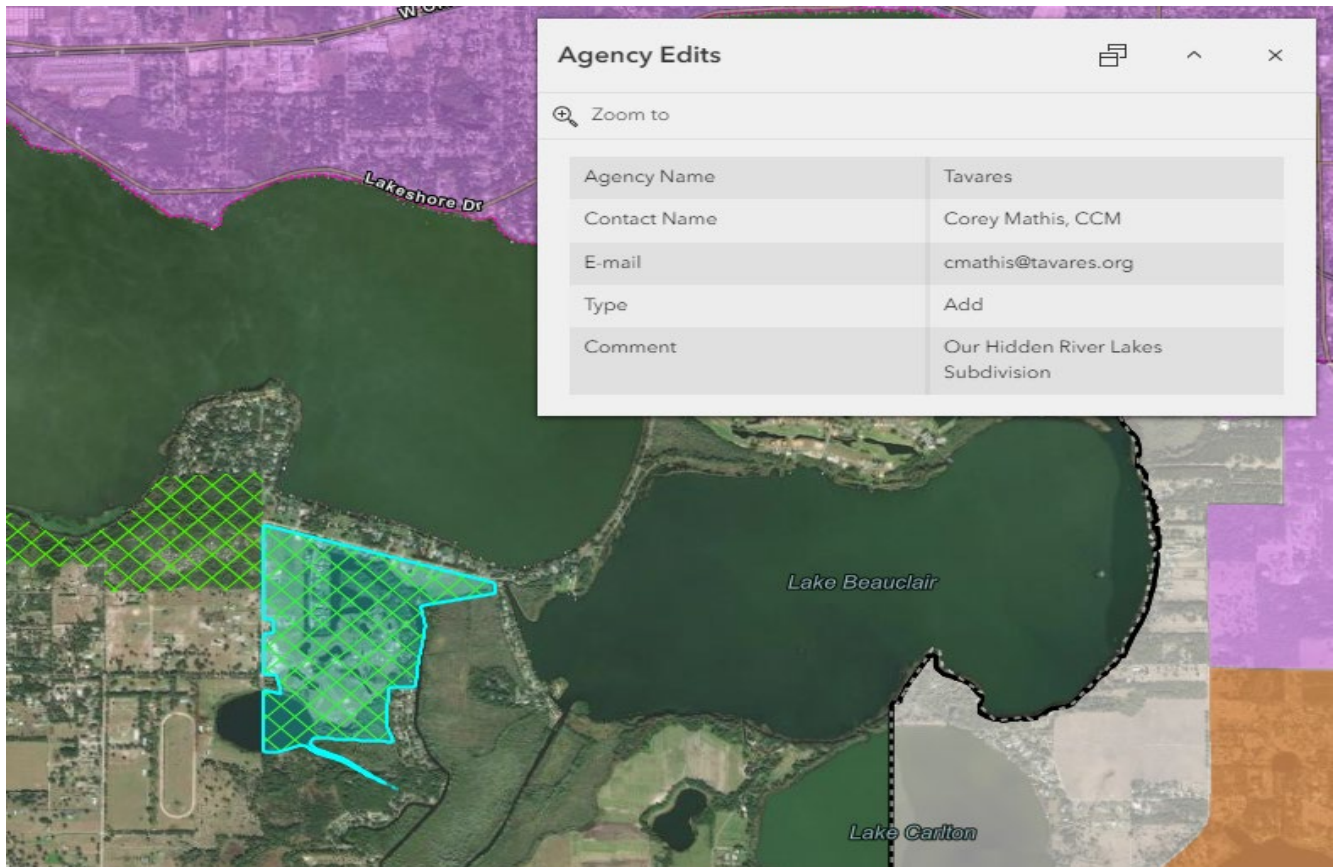 Agency Edits
Zoom to
Agency Name Tavares
Contact Name Corey Mathis, CCM
E-mail cmathis@tavares.org
Type Add
Comment Our Hidden River Lakes
Subdivision
Lakeshore Dr
Lake Beauclair
Lake Carlton